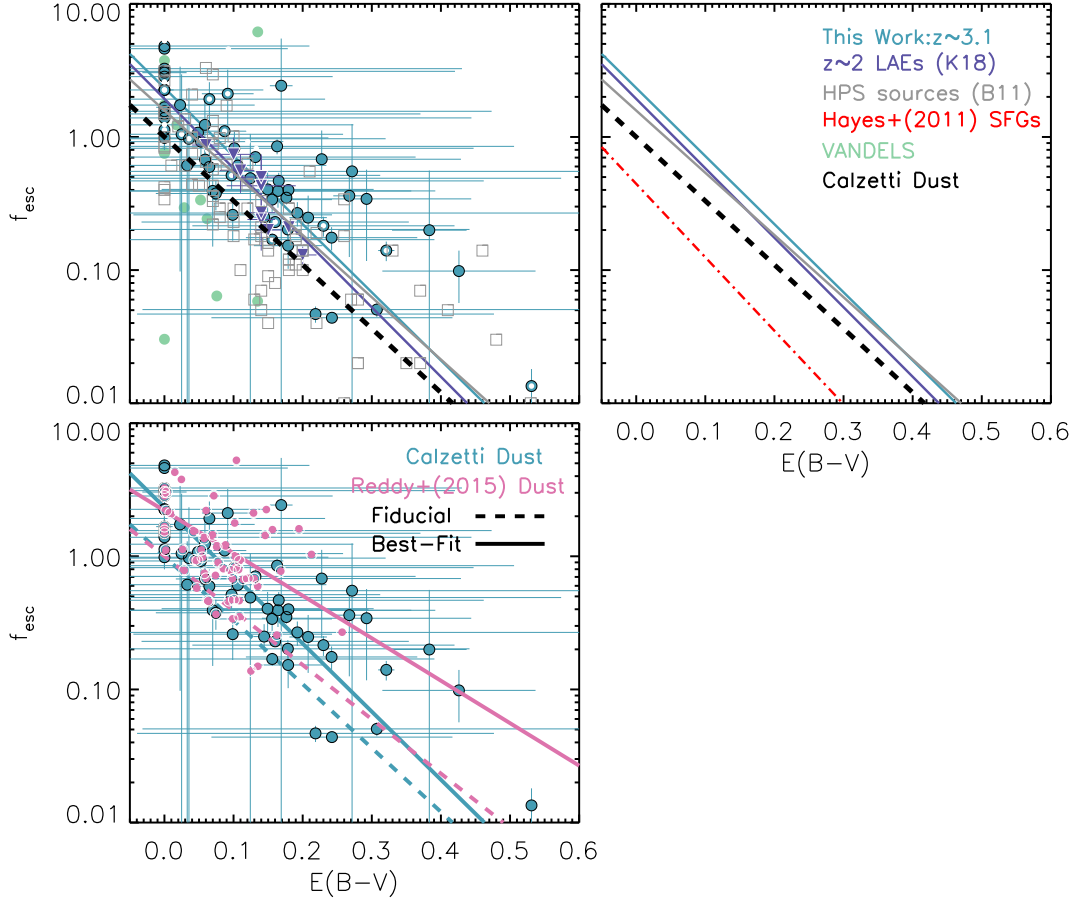 10.00
1.00
0.10
0.01
f_esc
This Work:z~3.1
z~2 LAEs (K18)
HPS sources (B11)
Hayes+(2011) SFGs
VANDELS
Calzetti Dust
0.0 0.1 0.2 0.3 0.4 0.5 0.6
E(B−V)
10.00
1.00
0.10
0.01
f_esc
Calzetti Dust
Reddy+(2015) Dust
Fiducial
Best−Fit
0.0 0.1 0.2 0.3 0.4 0.5 0.6
E(B−V)